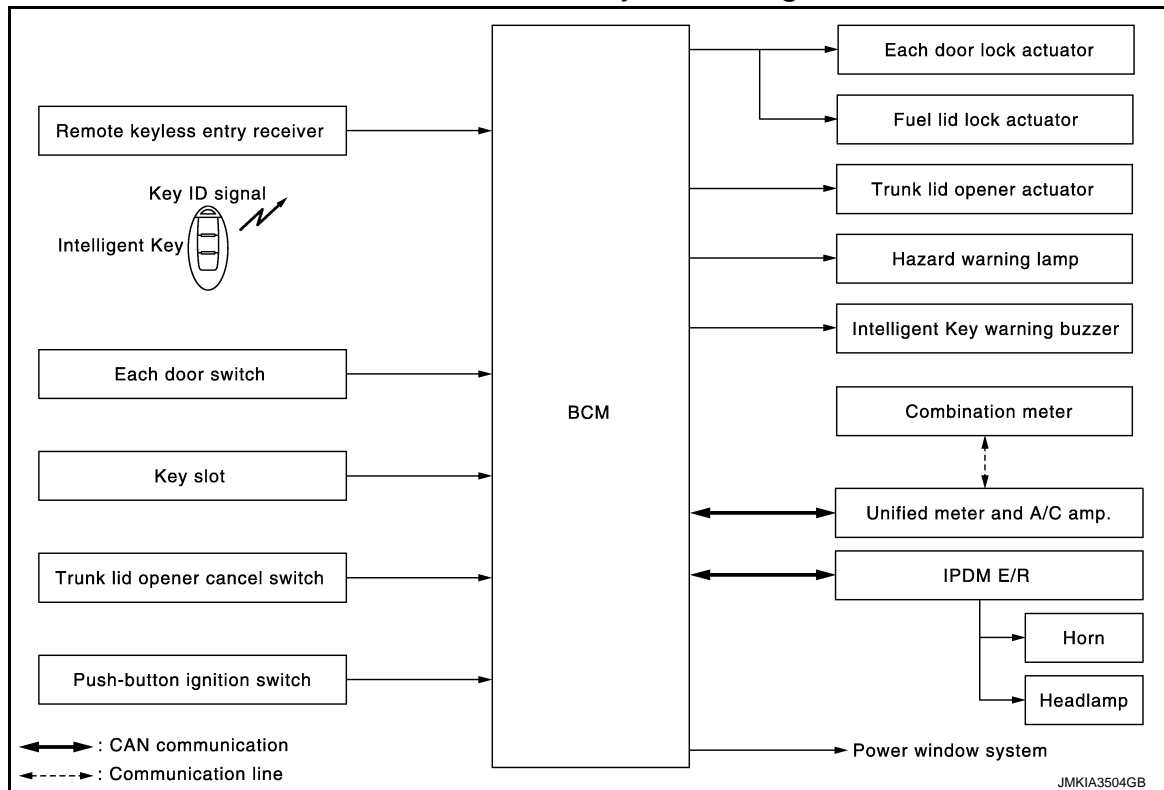 Remote keyless entry receiver
Key ID signal
Intelligent Key
Each door switch
Key slot
Trunk lid opener cancel switch
Push-button ignition switch
BCM
Each door lock actuator
Fuel lid lock actuator
Trunk lid opener actuator
Hazard warning lamp
Intelligent Key warning buzzer
Combination meter
Unified meter and A/C amp.
IPDM E/R
Horn
Headlamp
Power window system
: CAN communication
: Communication line
JMKIA3504GB